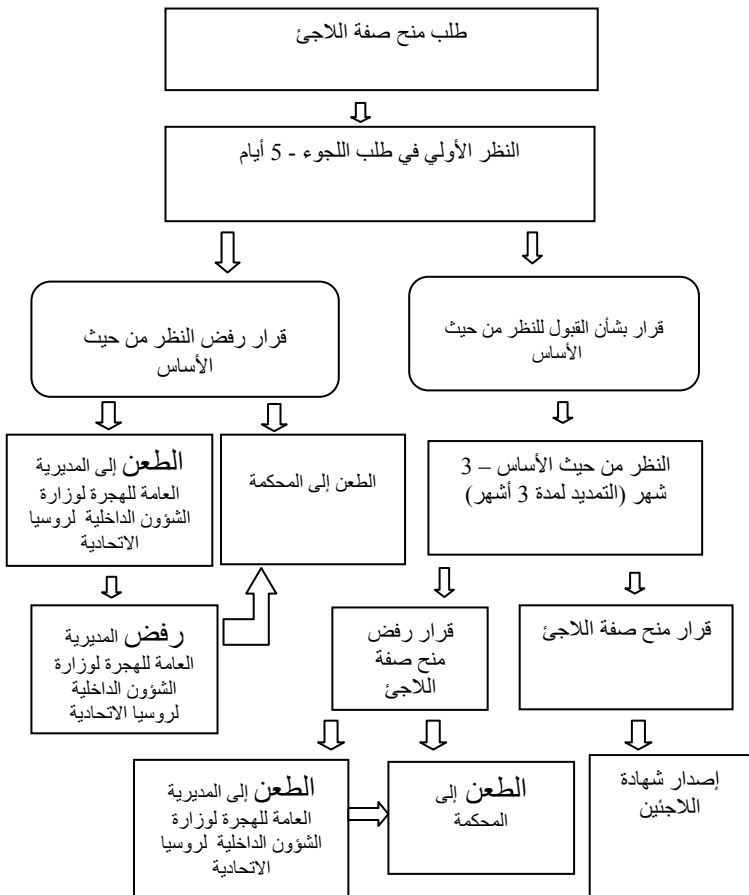 طلب منح صفة اللاجئ
النظر الأولي في طلب اللجوء - 5 أيام
قرار بشأن القبول للنظر من حيث
الأساس
قرار رفض النظر من حيث
الأساس
النظر من حيث الأساس – 3
شهر (التمديد لمدة 3 أشهر)
الطعن إلى المحكمة
الطعن إلى المديرية
العامة للهجرة لوزارة
الشؤون الداخلية لروسيا
الاتحادية
قرار منح صفة اللاجئ
قرار رفض
منح صفة
اللاجئ
رفض المديرية
العامة للهجرة لوزارة
الشؤون الداخلية
لروسيا الاتحادية
إصدار شهادة
اللاجئين
الطعن إلى
المحكمة
الطعن إلى المديرية
العامة للهجرة لوزارة
الشؤون الداخلية لروسيا
الاتحادية